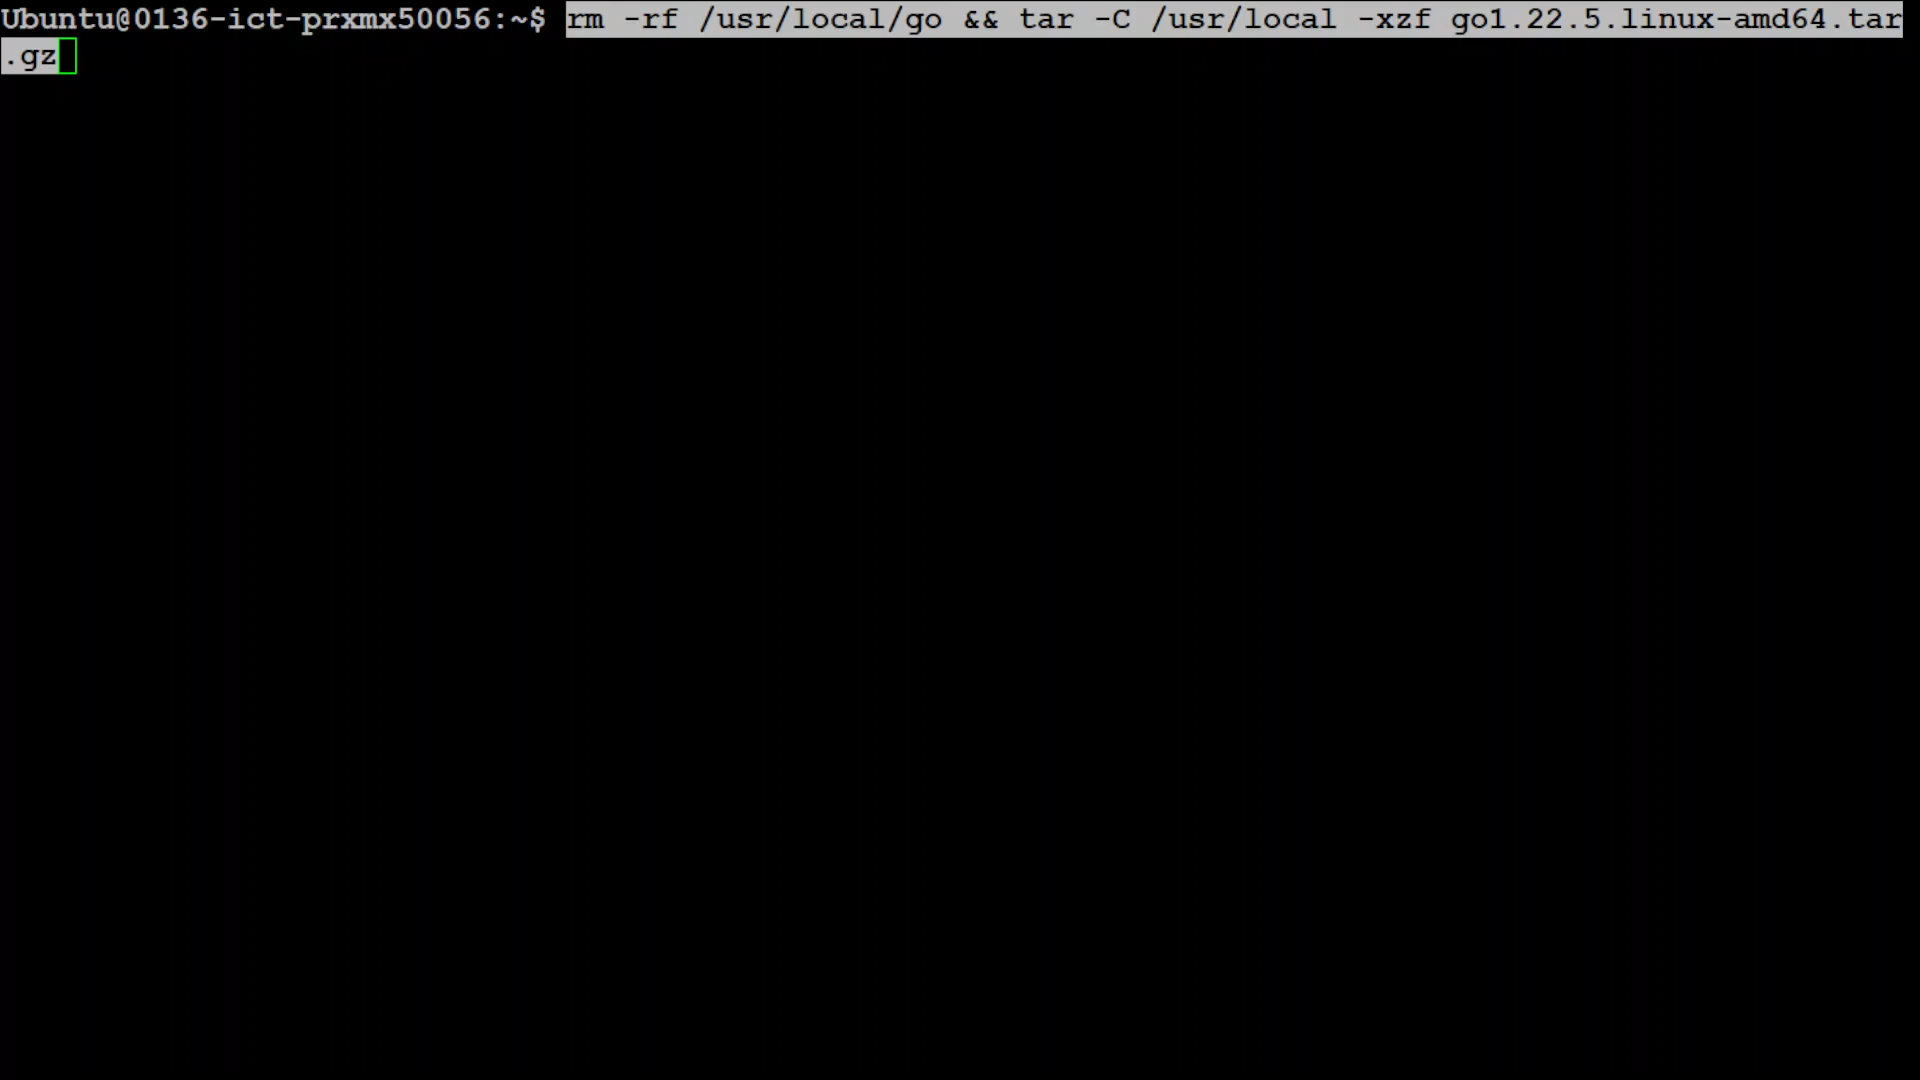 Ubuntu@0136-ict-prxmx50056:~$ rm -rf /usr/local/go && tar -C /usr/local -xzf go1.22.5.linux-amd64.tar
.gz